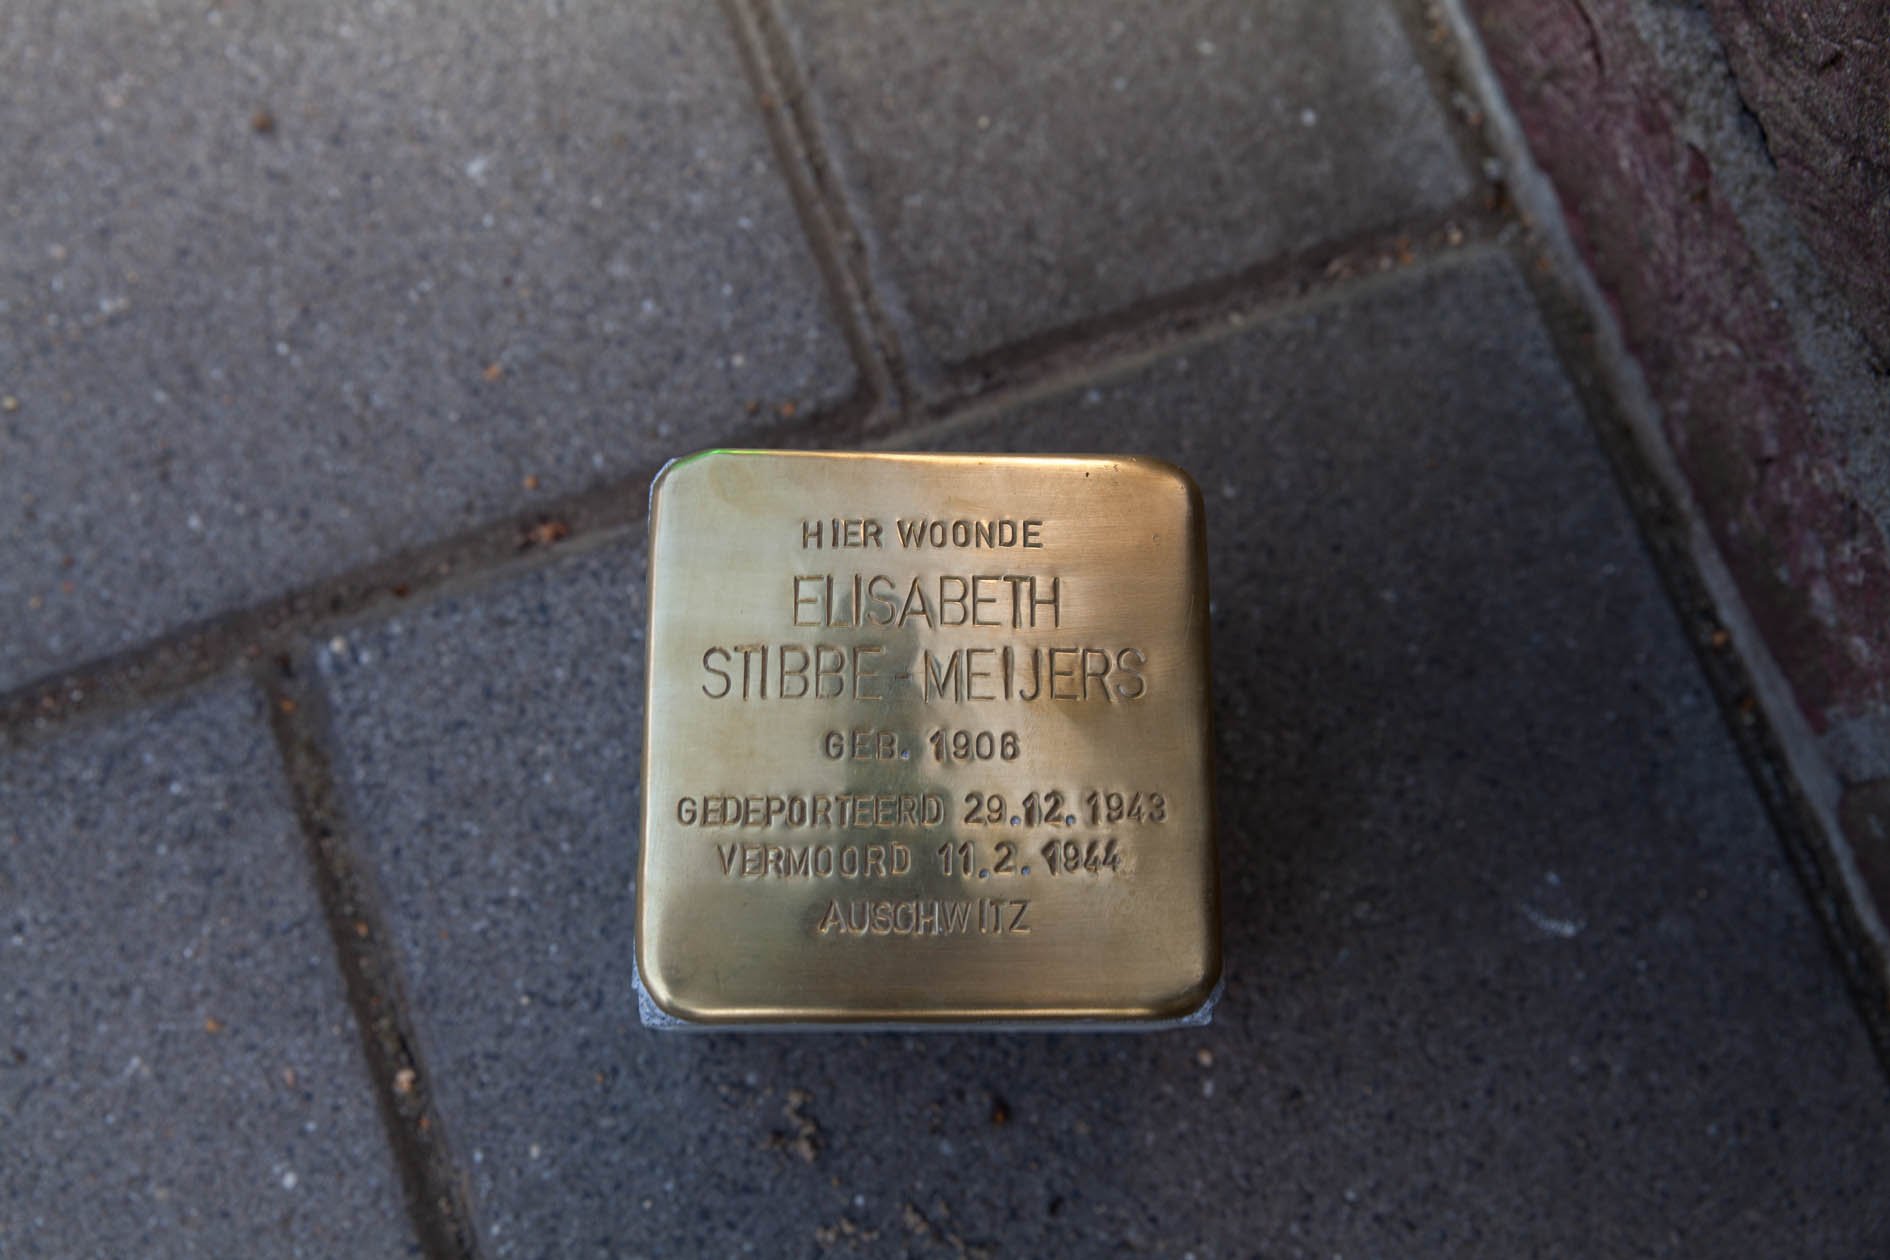 HIER WOONDE
ELISABETH
STIBBE-MEIJERS
GEB. 1906
GEDEPORTEERD 29.12.1943
VERMOORD 11.2.1944
AUSCHWITZ